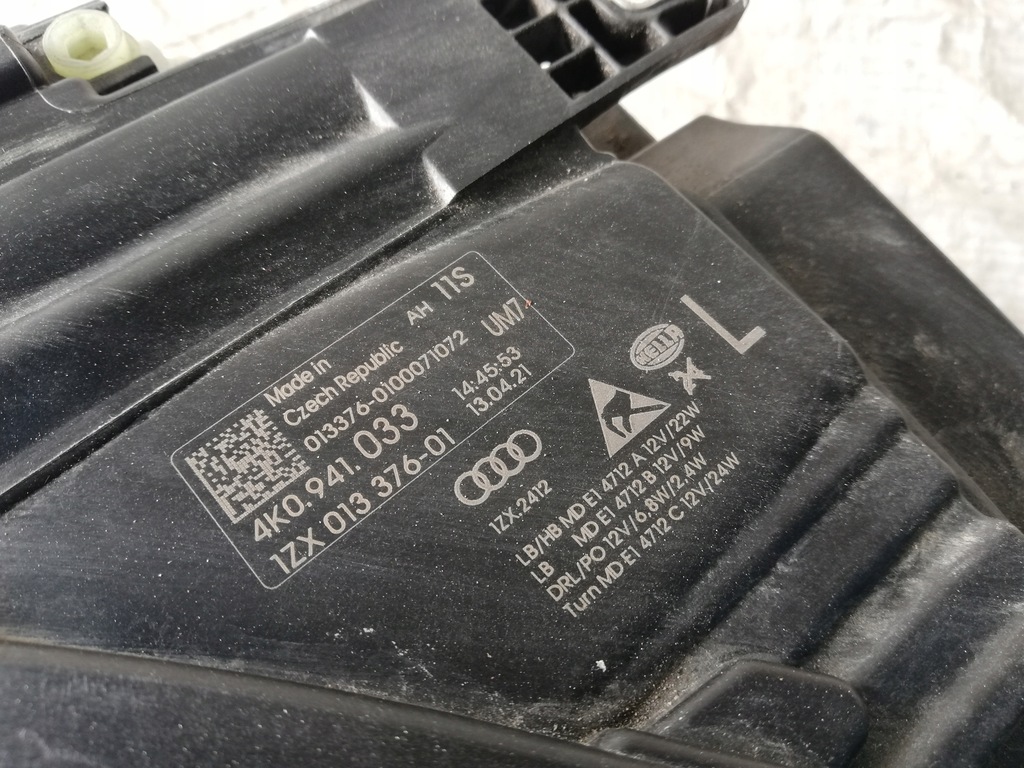 Made in
Czech Republic
AH 11S
013376-010007​1072 UM7
4K0.941. 033
14:45:53
1ZX 013 376-01
13.04.21
1ZX.2412
HELLA
L
LB/HB MD E1 4712 A 12V/22W
LB MD E1 4712 B 12V/9W
DRL/PO 12V/6.8W/2.4W
Turn MD E1 4712 C 12V/24W